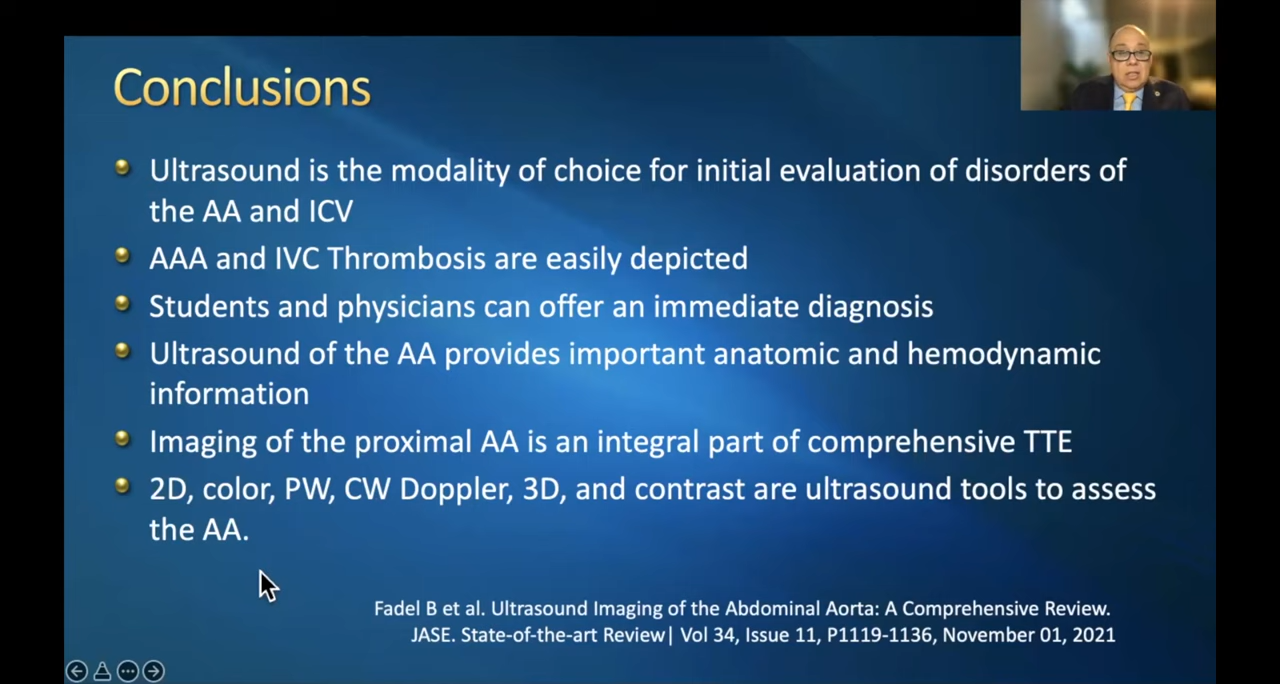 Conclusions
Ultrasound is the modality of choice for initial evaluation of disorders of
the AA and ICV
AAA and IVC Thrombosis are easily depicted
Students and physicians can offer an immediate diagnosis
Ultrasound of the AA provides important anatomic and hemodynamic
information
Imaging of the proximal AA is an integral part of comprehensive TTE
2D, color, PW, CW Doppler, 3D, and contrast are ultrasound tools to assess
the AA.
Fadel B et al. Ultrasound Imaging of the Abdominal Aorta: A Comprehensive Review.
JASE. State-of-the-art Review| Vol 34, Issue 11, P1119-1136, November 01, 2021